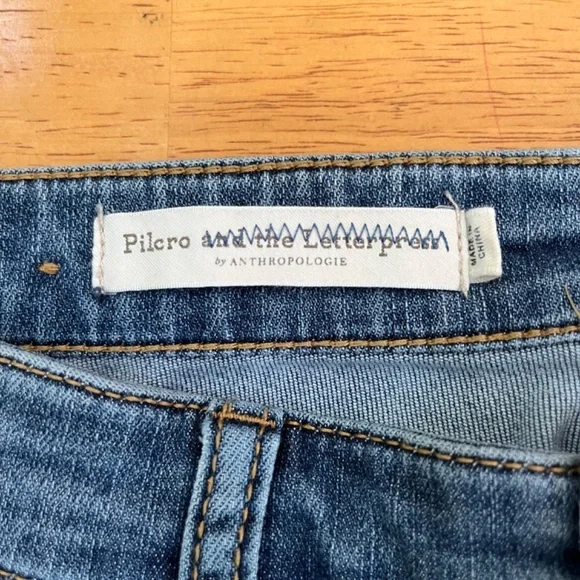 Pilcro and the Letterpress
by ANTHROPOLOGIE
MADE IN
CHINA